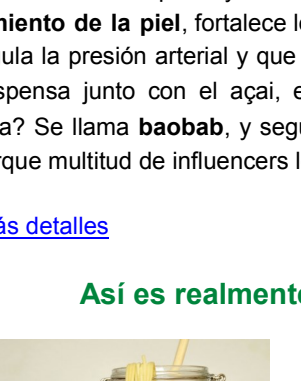 miento de la piel, fortalece l
ula la presión arterial y que
spensa junto con el açai, e
a? Se llama baobab, y segu
rque multitud de influencers l
ás detalles
Así es realmente